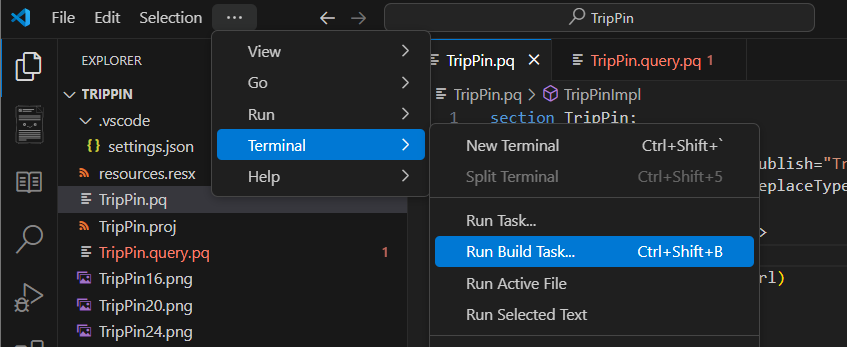 File Edit Selection ... TripPin
EXPLORER
TRIPPIN
.vscode
settings.json
resources.resx
TripPin.pq
TripPin.proj
TripPin.query.pq 1
TripPin16.png
TripPin20.png
TripPin24.png
View
Go
Run
Terminal
Help
TripPin.pq TripPin.query.pq 1
TripPin.pq > TripPinImpl
1 section TripPin;
ublish="Tr
eplaceType
>
rl)
New Terminal Ctrl+Shift+`
Split Terminal Ctrl+Shift+5
Run Task...
Run Build Task... Ctrl+Shift+B
Run Active File
Run Selected Text